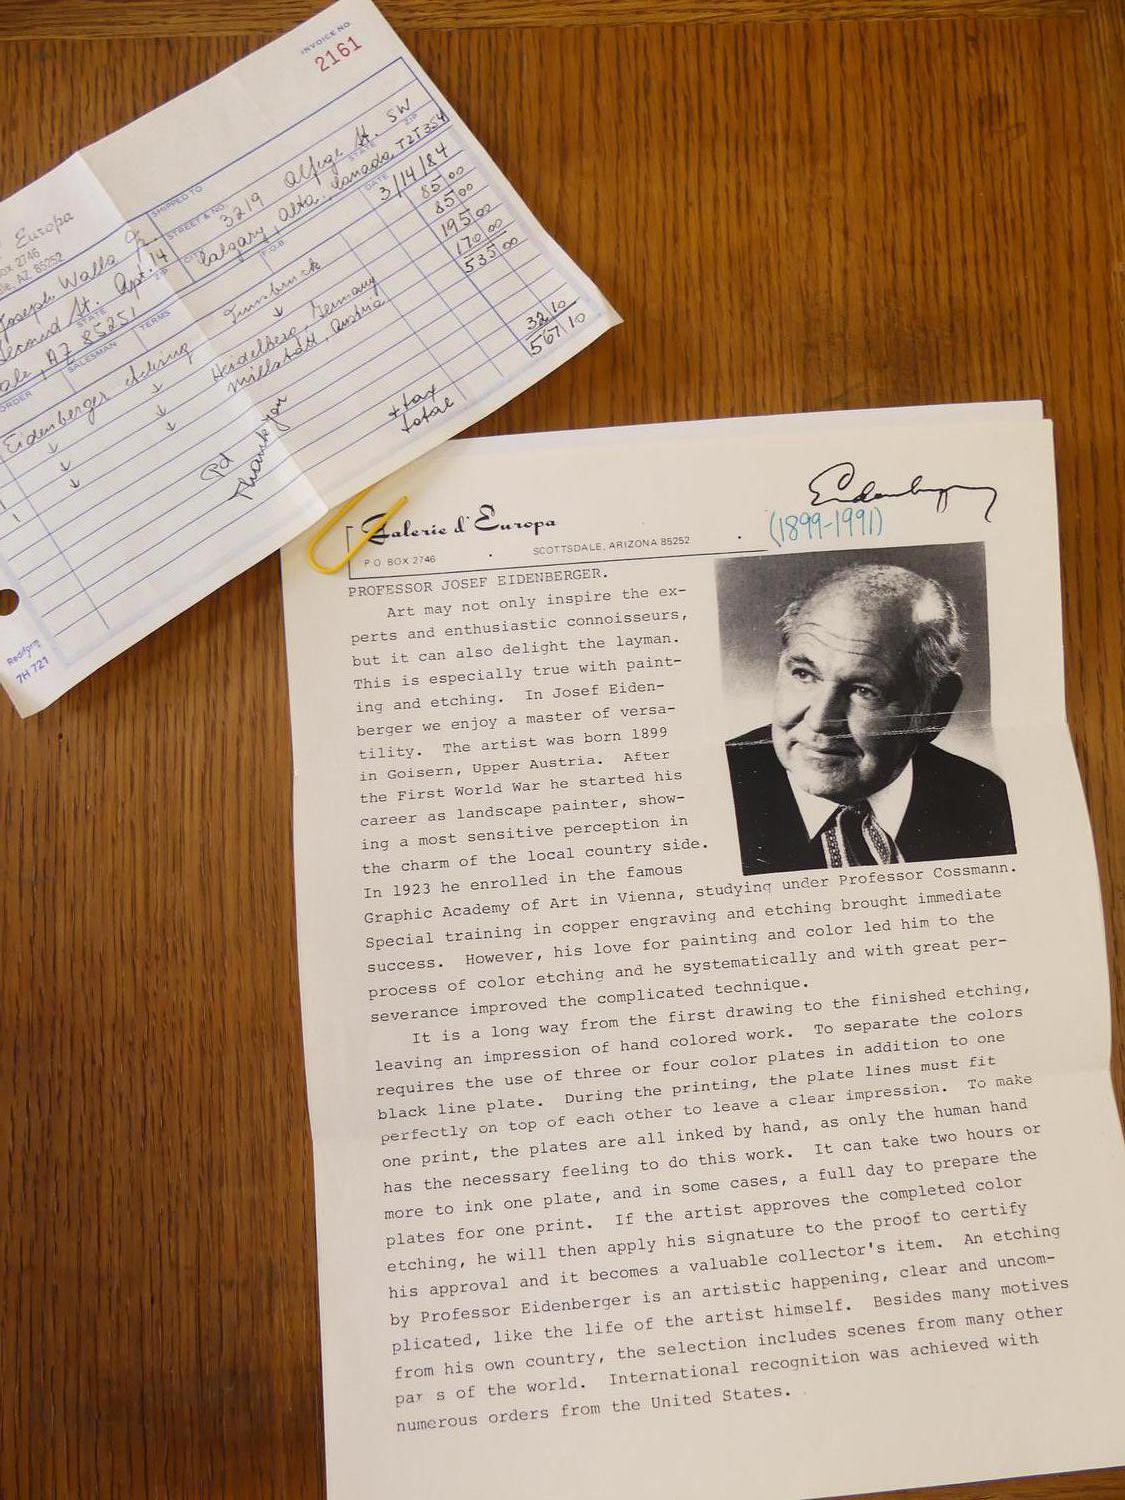 INVOICE NO.
2161
Europa
Box 2746
AZ 85252
SHIPPED TO
Joseph Walla Jr.
STREET & NO.
3219 St. SW
Second St. Apt. 14
STATE ZIP
Calgary, Alta., Canada, T2T3S4
AZ 85251
ORDER SALESMAN TERMS F.O.B. DATE
3/14/84
Eidenberger etching Innsbruck 85 00
↓ ↓ ↓ 85 00
↓ ↓ Heidelberg, Germany 195 00
↓ ↓ Millstatt, Austria 170 00
535 00
+ tax 32 10
total 567 10
Pd
Thank you
Rediform
7H 721
Eidenberger
(1899-1991)
Galerie d'Europa
P O BOX 2746 . SCOTTSDALE, ARIZONA 85252 .
PROFESSOR JOSEF EIDENBERGER.
Art may not only inspire the ex-
perts and enthusiastic connoisseurs,
but it can also delight the layman.
This is especially true with paint-
ing and etching. In Josef Eiden-
berger we enjoy a master of versa-
tility. The artist was born 1899
in Goisern, Upper Austria. After
the First World War he started his
career as landscape painter, show-
ing a most sensitive perception in
the charm of the local country side.
In 1923 he enrolled in the famous
Graphic Academy of Art in Vienna, studying under Professor Cossmann.
Special training in copper engraving and etching brought immediate
success. However, his love for painting and color led him to the
process of color etching and he systematically and with great per-
severance improved the complicated technique.
It is a long way from the first drawing to the finished etching,
leaving an impression of hand colored work. To separate the colors
requires the use of three or four color plates in addition to one
black line plate. During the printing, the plate lines must fit
perfectly on top of each other to leave a clear impression. To make
one print, the plates are all inked by hand, as only the human hand
has the necessary feeling to do this work. It can take two hours or
more to ink one plate, and in some cases, a full day to prepare the
plates for one print. If the artist approves the completed color
etching, he will then apply his signature to the proof to certify
his approval and it becomes a valuable collector's item. An etching
by Professor Eidenberger is an artistic happening, clear and uncom-
plicated, like the life of the artist himself. Besides many motives
from his own country, the selection includes scenes from many other
par s of the world. International recognition was achieved with
numerous orders from the United States.